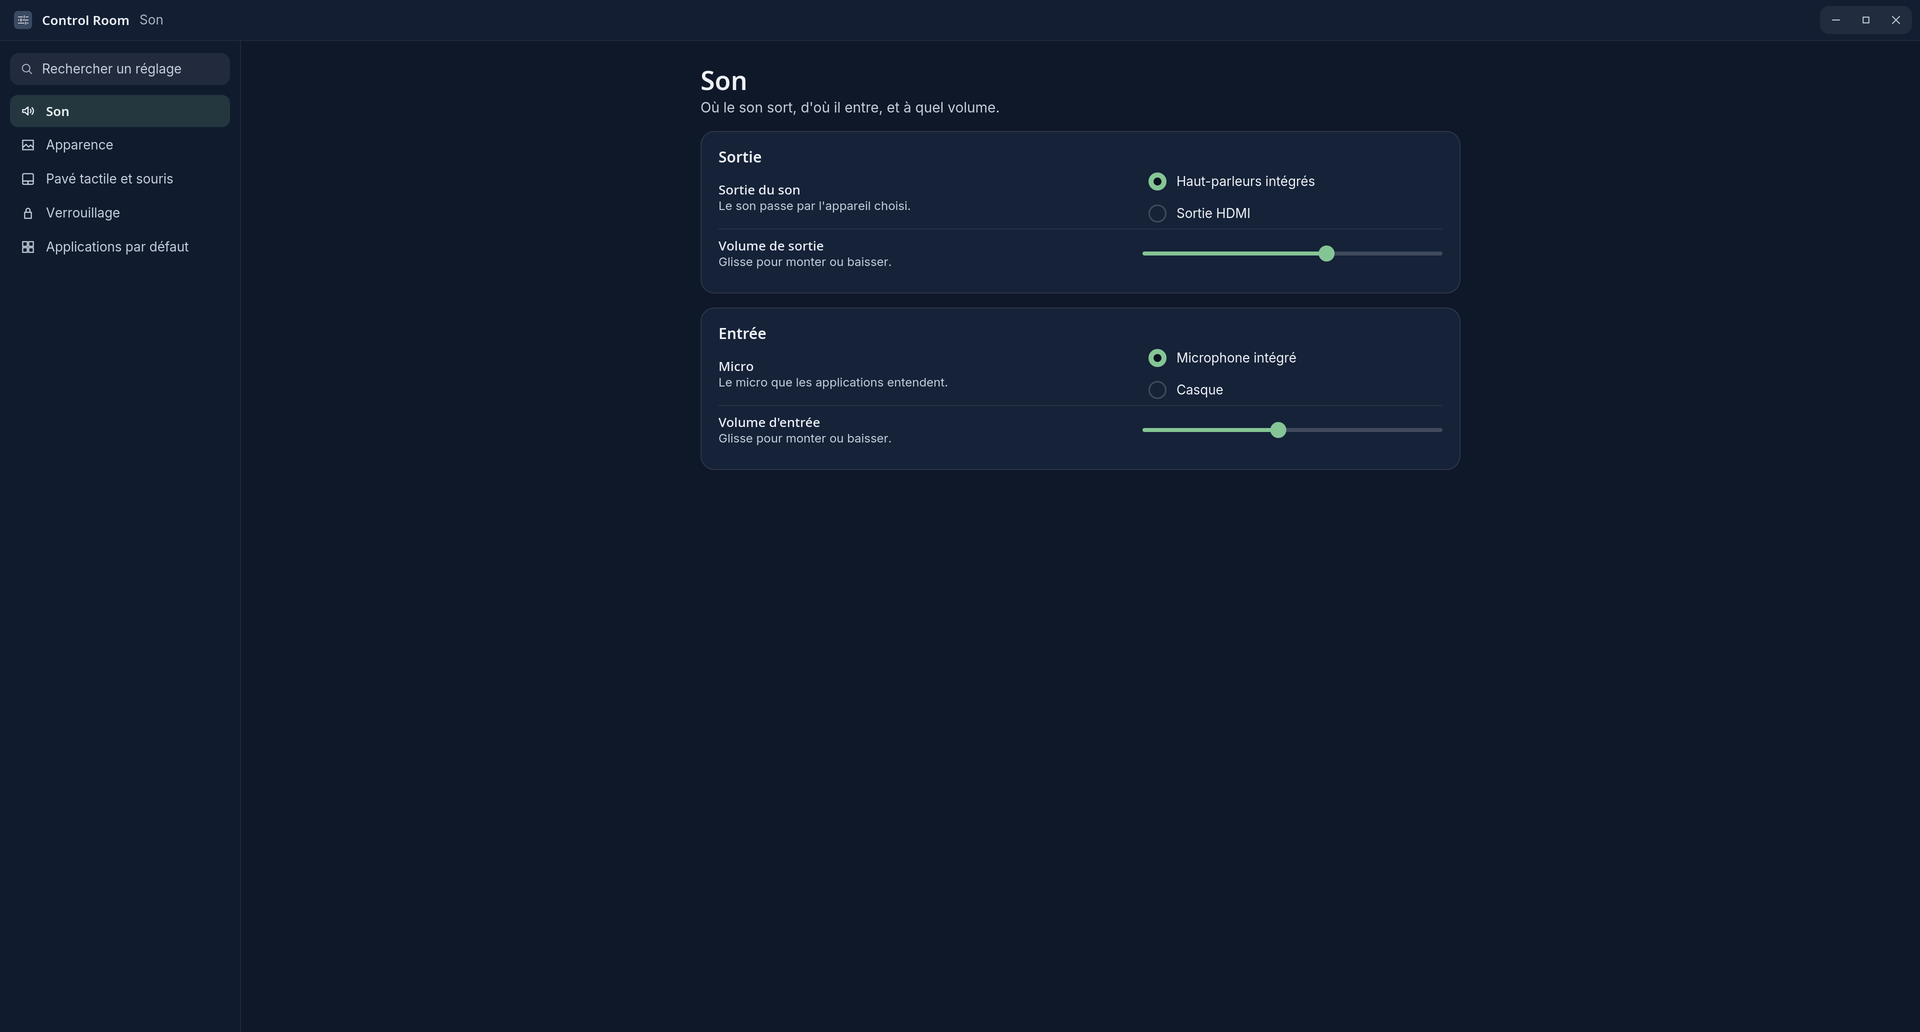 Control Room Son
Rechercher un réglage
Son
Apparence
Pavé tactile et souris
Verrouillage
Applications par défaut
Son
Où le son sort, d'où il entre, et à quel volume.
Sortie
Sortie du son
Le son passe par l'appareil choisi.
Haut-parleurs intégrés
Sortie HDMI
Volume de sortie
Glisse pour monter ou baisser.
Entrée
Micro
Le micro que les applications entendent.
Microphone intégré
Casque
Volume d'entrée
Glisse pour monter ou baisser.